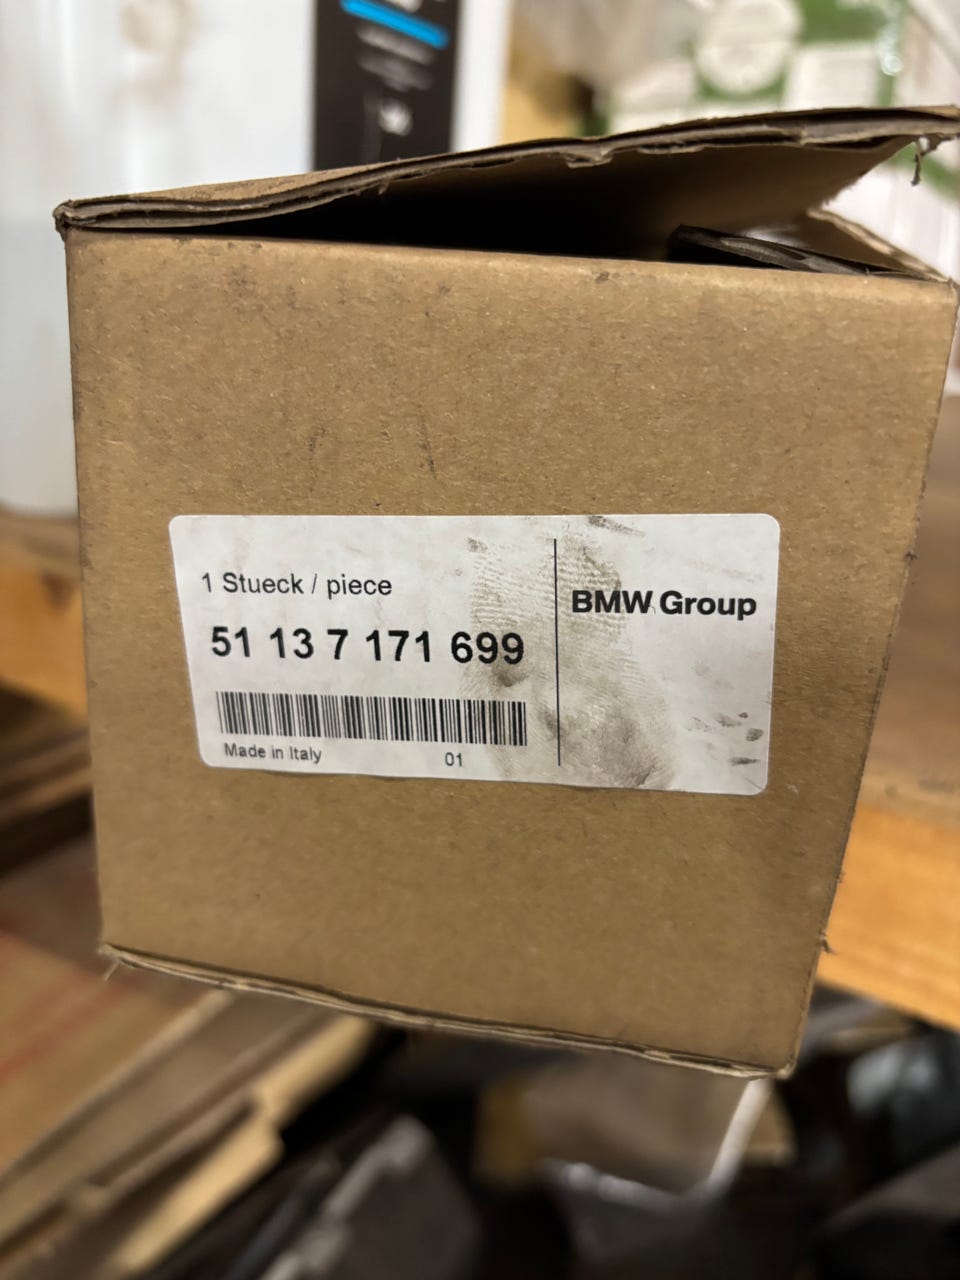 1 Stueck / piece
51 13 7 171 699
Made in Italy 01
BMW Group